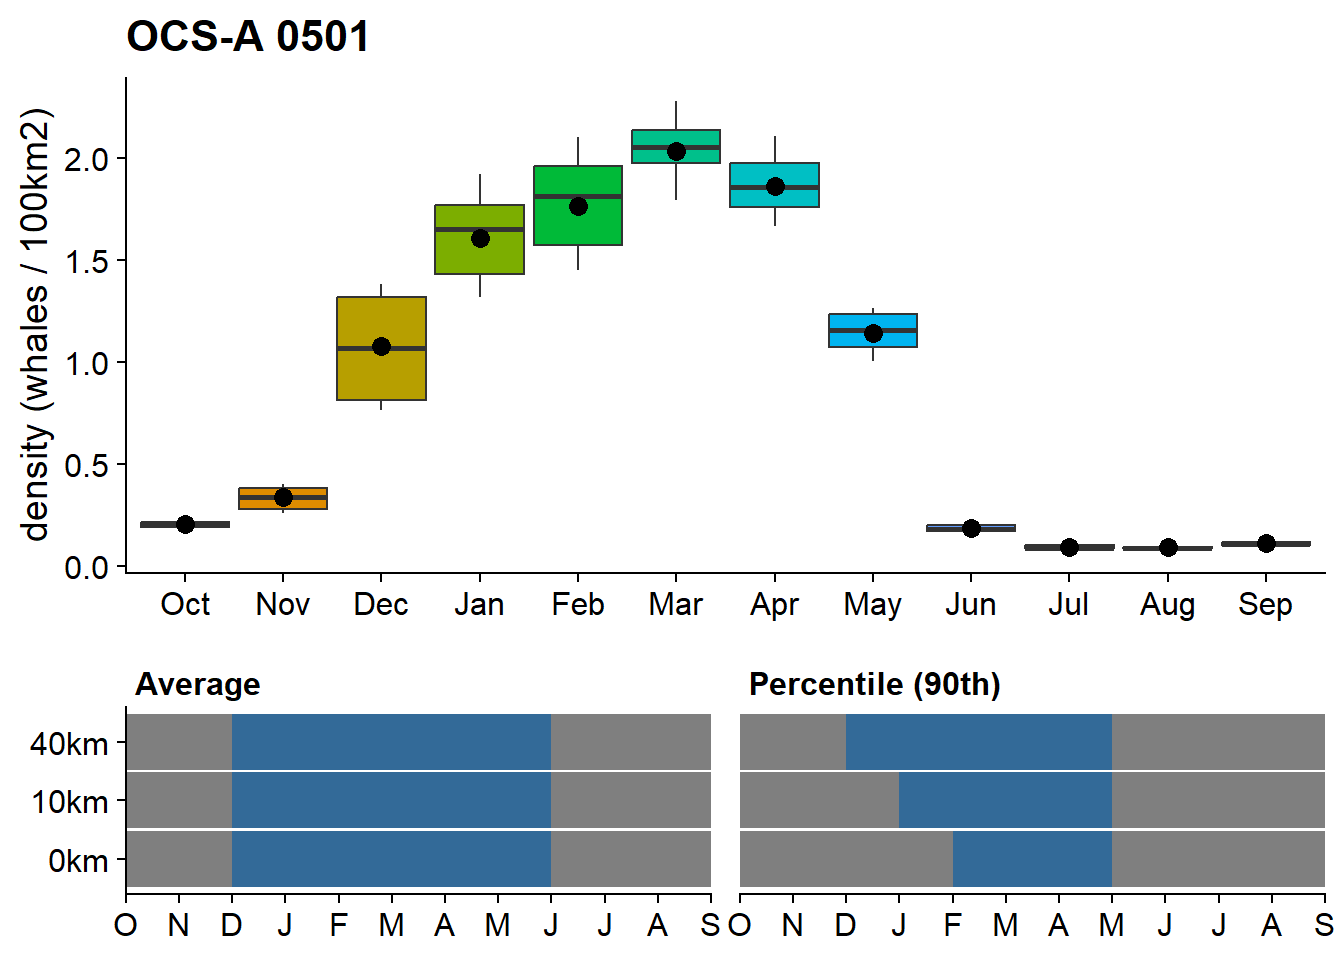 OCS-A 0501
density (whales / 100km2)
2.0
1.5
1.0
0.5
0.0
Oct Nov Dec Jan Feb Mar Apr May Jun Jul Aug Sep
Average Percentile (90th)
40km
10km
0km
O N D J F M A M J J A S O N D J F M A M J J A S